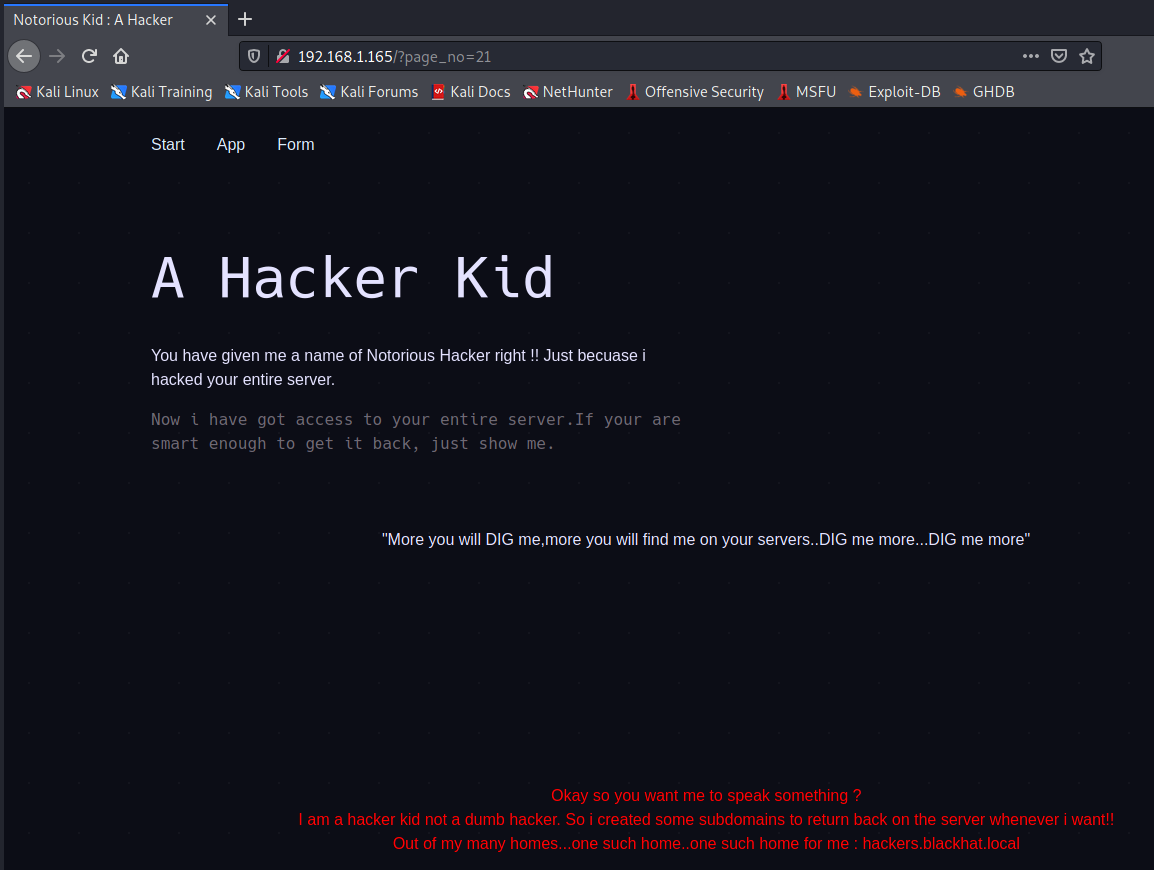 Notorious Kid : A Hacker
192.168.1.165/?page_no=21
Kali Linux Kali Training Kali Tools Kali Forums Kali Docs NetHunter Offensive Security MSFU Exploit-DB GHDB
Start App Form
A Hacker Kid
You have given me a name of Notorious Hacker right !! Just becuase i
hacked your entire server.
Now i have got access to your entire server.If your are
smart enough to get it back, just show me.
"More you will DIG me,more you will find me on your servers..DIG me more...DIG me more"
Okay so you want me to speak something ?
I am a hacker kid not a dumb hacker. So i created some subdomains to return back on the server whenever i want!!
Out of my many homes...one such home..one such home for me : hackers.blackhat.local